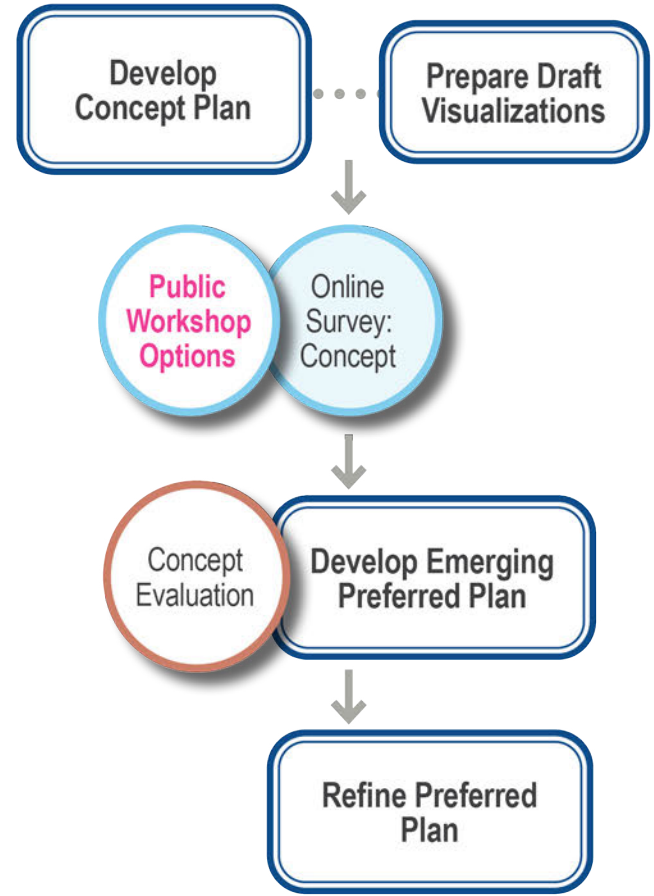 Develop
Concept Plan
Prepare Draft
Visualizations
Public
Workshop
Options
Online
Survey:
Concept
Concept
Evaluation
Develop Emerging
Preferred Plan
Refine Preferred
Plan